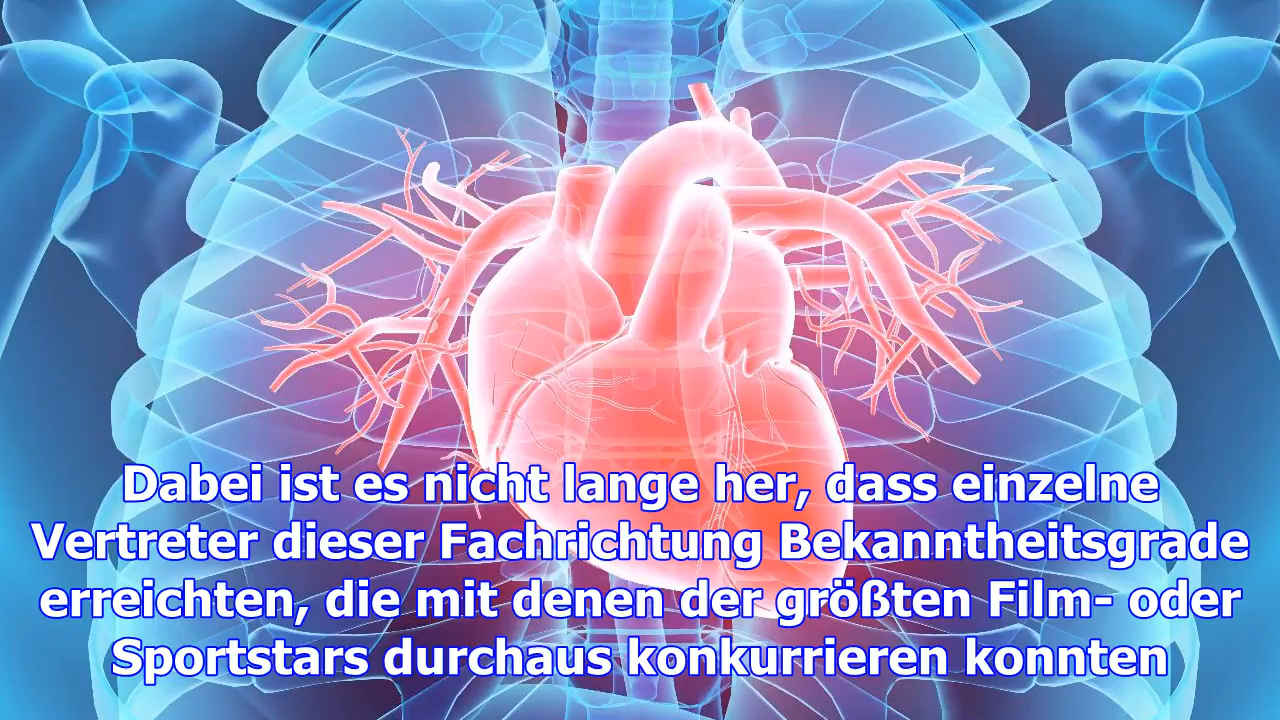 Dabei ist es nicht lange her, dass einzelne
Vertreter dieser Fachrichtung Bekanntheitsgrade
erreichten, die mit denen der größten Film- oder
Sportstars durchaus konkurrieren konnten